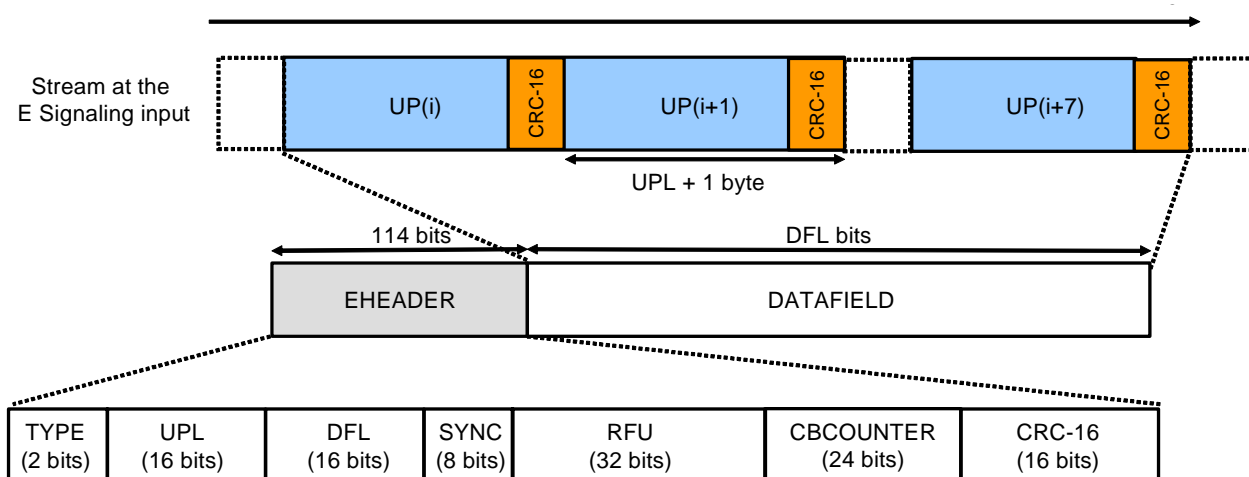 Stream at the
E Signaling input
UP(i)
CRC-16
UP(i+1)
CRC-16
UP(i+7)
CRC-16
UPL + 1 byte
114 bits
DFL bits
EHEADER
DATAFIELD
TYPE
(2 bits)
UPL
(16 bits)
DFL
(16 bits)
SYNC
(8 bits)
RFU
(32 bits)
CBCOUNTER
(24 bits)
CRC-16
(16 bits)